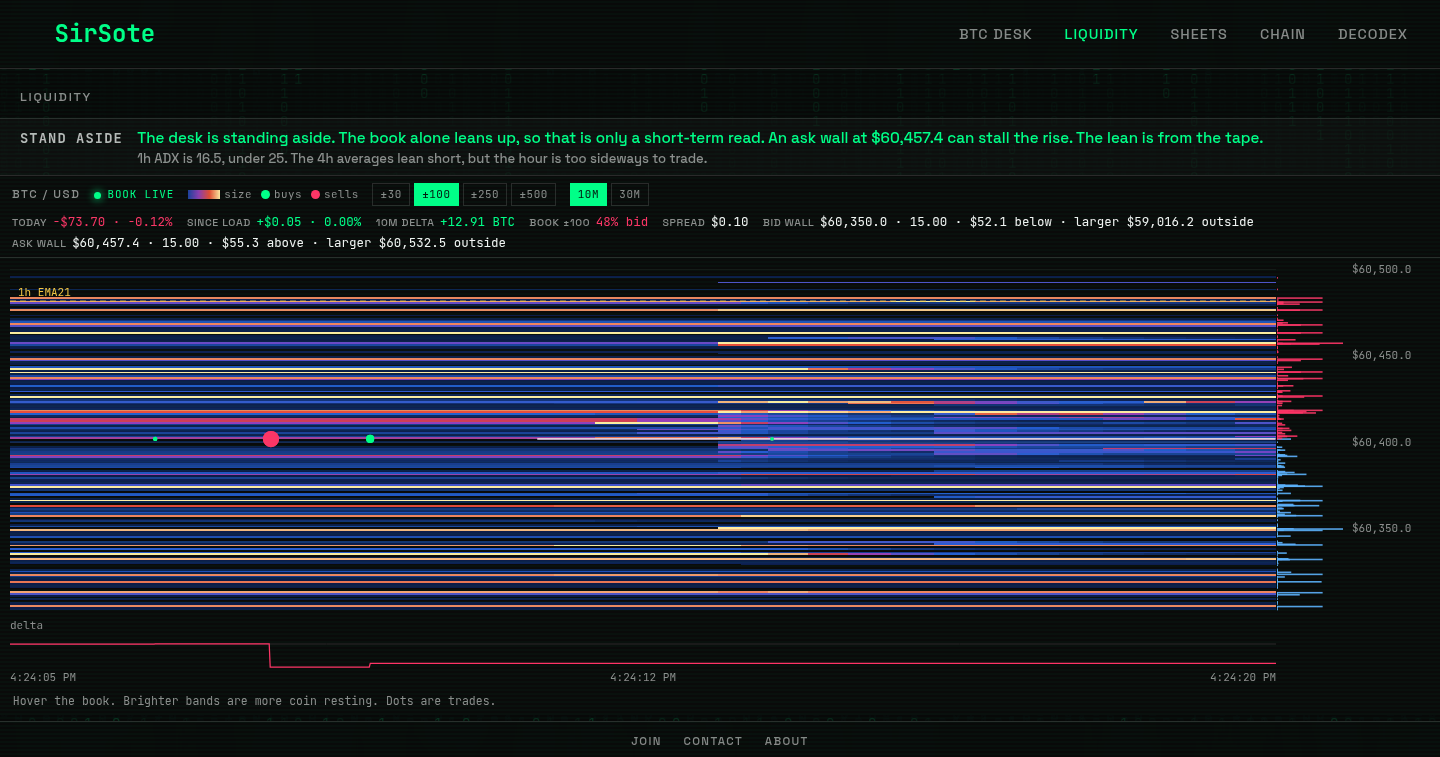 SirSote
BTC DESK LIQUIDITY SHEETS CHAIN DECODEX
LIQUIDITY
STAND ASIDE The desk is standing aside. The book alone leans up, so that is only a short-term read. An ask wall at $60,457.4 can stall the rise. The lean is from the tape.
1h ADX is 16.5, under 25. The 4h averages lean short, but the hour is too sideways to trade.
BTC / USD BOOK LIVE size buys sells ±30 ±100 ±250 ±500 10M 30M
TODAY -$73.70 · -0.12% SINCE LOAD +$0.05 · 0.00% 10M DELTA +12.91 BTC BOOK ±100 48% bid SPREAD $0.10 BID WALL $60,350.0 · 15.00 · $52.1 below · larger $59,016.2 outside
ASK WALL $60,457.4 · 15.00 · $55.3 above · larger $60,532.5 outside
$60,500.0
1h EMA21
$60,450.0
$60,400.0
$60,350.0
delta
4:24:05 PM 4:24:12 PM 4:24:20 PM
Hover the book. Brighter bands are more coin resting. Dots are trades.
JOIN CONTACT ABOUT